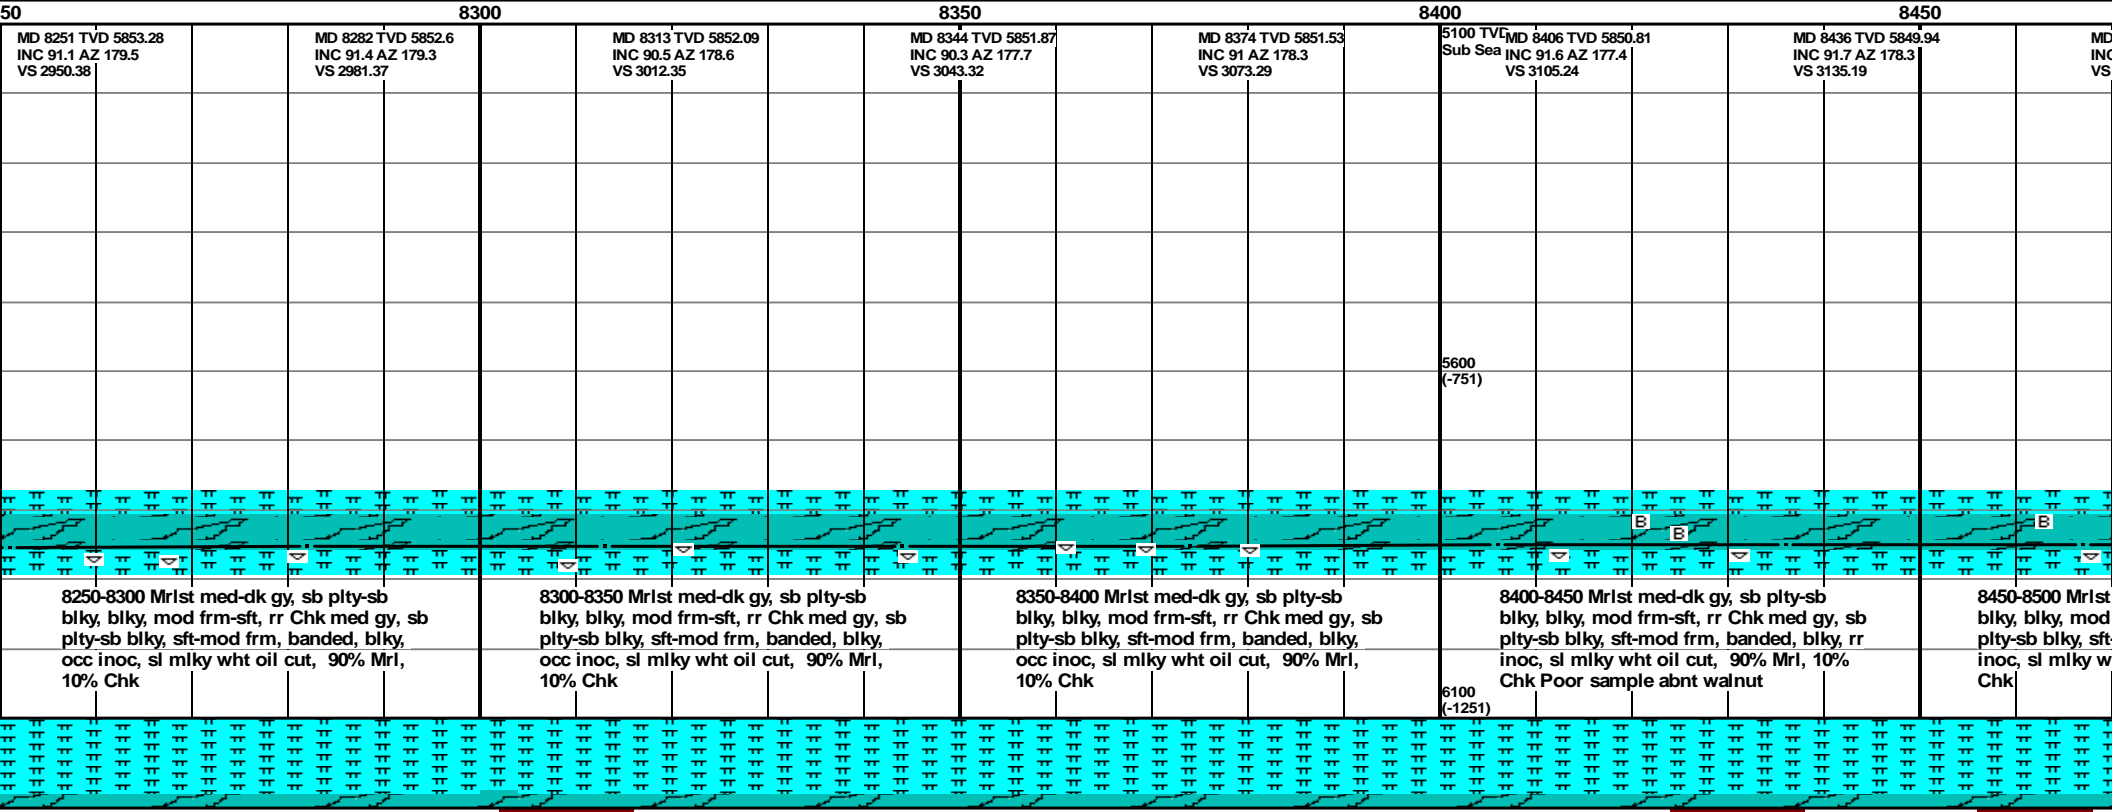 50 8300 8350 8400 8450
MD 8251 TVD 5853.28
INC 91.1 AZ 179.5
VS 2950.38
MD 8282 TVD 5852.6
INC 91.4 AZ 179.3
VS 2981.37
MD 8313 TVD 5852.09
INC 90.5 AZ 178.6
VS 3012.35
MD 8344 TVD 5851.87
INC 90.3 AZ 177.7
VS 3043.32
MD 8374 TVD 5851.53
INC 91 AZ 178.3
VS 3073.29
5100 TVD
Sub Sea
MD 8406 TVD 5850.81
INC 91.6 AZ 177.4
VS 3105.24
MD 8436 TVD 5849.94
INC 91.7 AZ 178.3
VS 3135.19
MD
INC
VS
5600
(-751)
B
B
B
8250-8300 Mrlst med-dk gy, sb plty-sb
blky, blky, mod frm-sft, rr Chk med gy, sb
plty-sb blky, sft-mod frm, banded, blky,
occ inoc, sl mlky wht oil cut, 90% Mrl,
10% Chk
8300-8350 Mrlst med-dk gy, sb plty-sb
blky, blky, mod frm-sft, rr Chk med gy, sb
plty-sb blky, sft-mod frm, banded, blky,
occ inoc, sl mlky wht oil cut, 90% Mrl,
10% Chk
8350-8400 Mrlst med-dk gy, sb plty-sb
blky, blky, mod frm-sft, rr Chk med gy, sb
plty-sb blky, sft-mod frm, banded, blky,
occ inoc, sl mlky wht oil cut, 90% Mrl,
10% Chk
8400-8450 Mrlst med-dk gy, sb plty-sb
blky, blky, mod frm-sft, rr Chk med gy, sb
plty-sb blky, sft-mod frm, banded, blky, rr
inoc, sl mlky wht oil cut, 90% Mrl, 10%
Chk Poor sample abnt walnut
8450-8500 Mrlst
blky, blky, mod
plty-sb blky, sft-
inoc, sl mlky w
Chk
6100
(-1251)